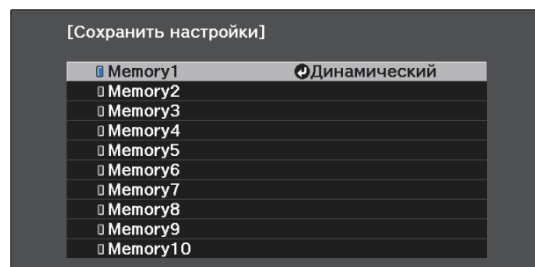 [Сохранить настройки]
Memory1 Динамический
Memory2
Memory3
Memory4
Memory5
Memory6
Memory7
Memory8
Memory9
Memory10